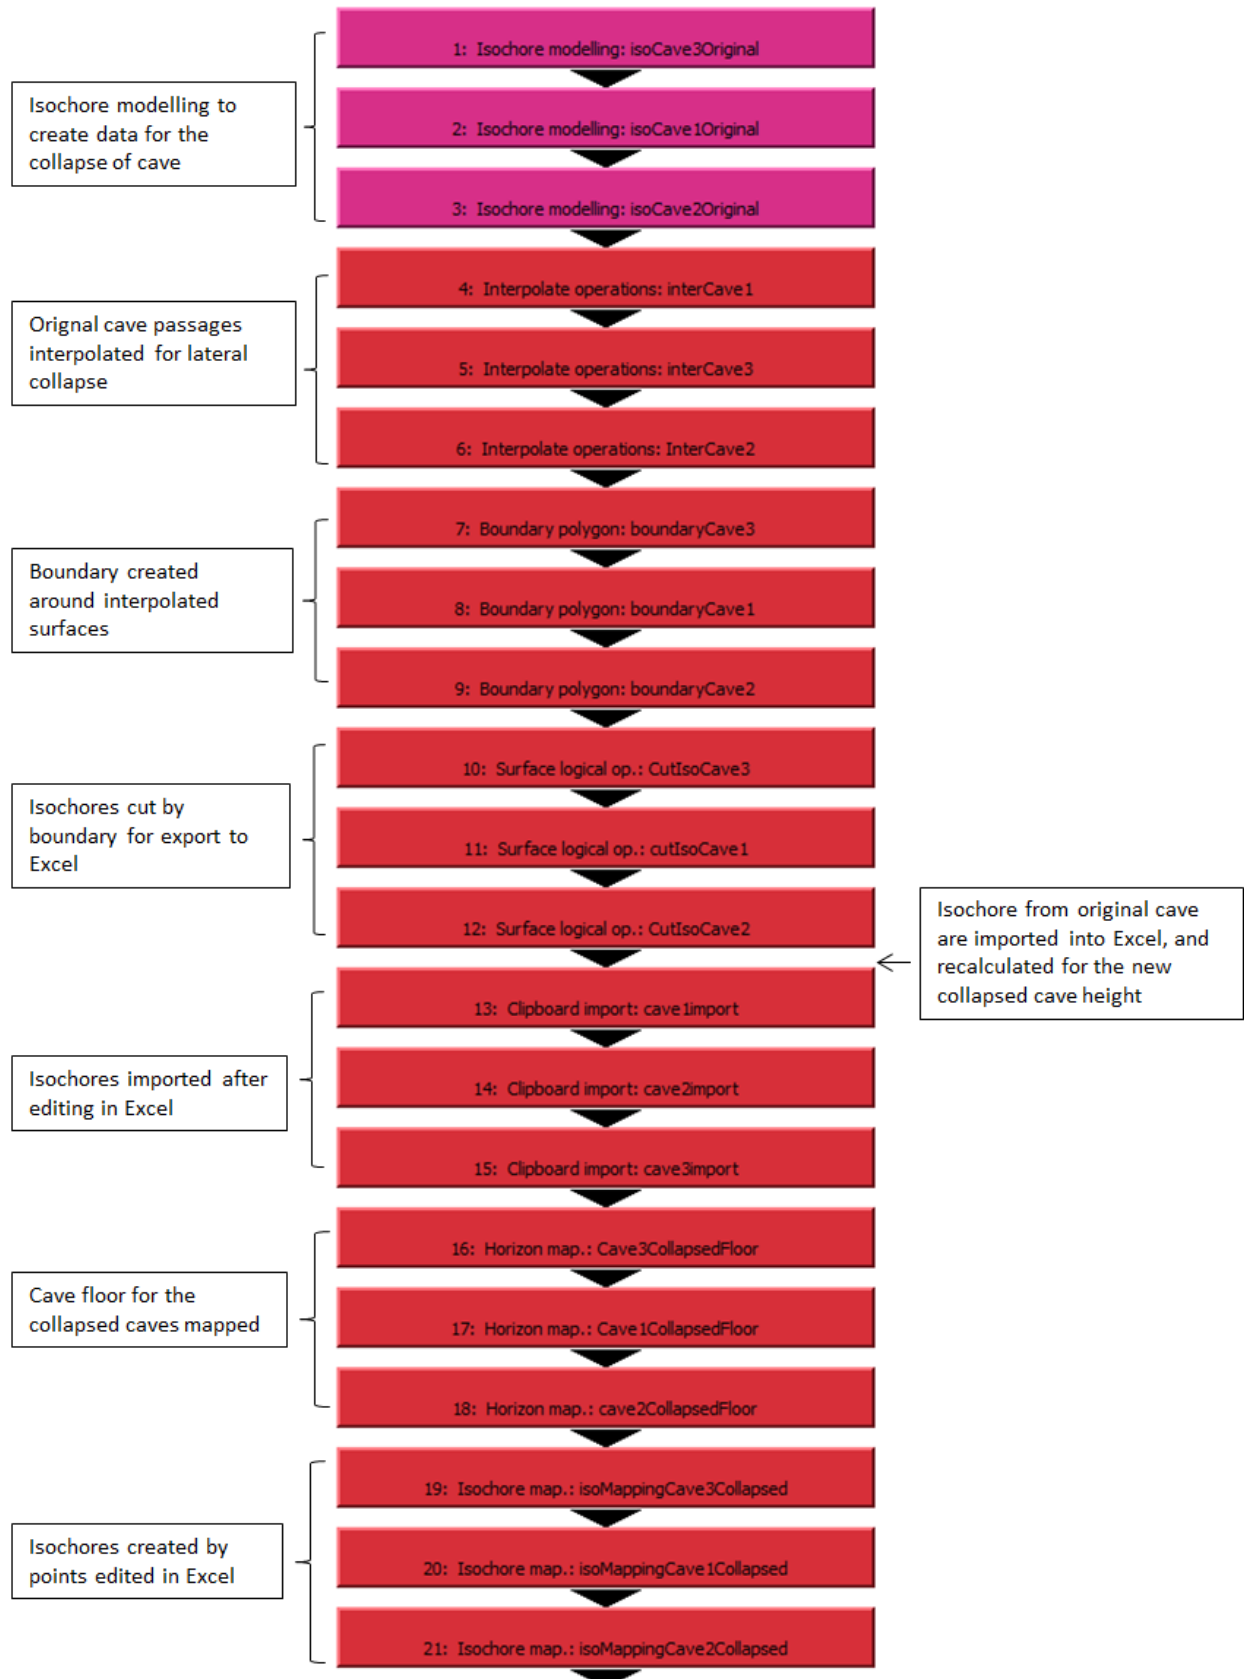 1: Isochore modelling: isoCave3Original
Isochore modelling to
create data for the
collapse of cave
2: Isochore modelling: isoCave1Original
3: Isochore modelling: isoCave2Original
4: Interpolate operations: interCave1
Orignal cave passages
interpolated for lateral
collapse
5: Interpolate operations: interCave3
6: Interpolate operations: InterCave2
7: Boundary polygon: boundaryCave3
Boundary created
around interpolated
surfaces
8: Boundary polygon: boundaryCave1
9: Boundary polygon: boundaryCave2
10: Surface logical op.: CutIsoCave3
Isochores cut by
boundary for export to
Excel
11: Surface logical op.: cutIsoCave1
12: Surface logical op.: CutIsoCave2
Isochore from original cave
are imported into Excel, and
recalculated for the new
collapsed cave height
13: Clipboard import: cave1import
Isochores imported after
editing in Excel
14: Clipboard import: cave2import
15: Clipboard import: cave3import
16: Horizon map.: Cave3CollapsedFloor
Cave floor for the
collapsed caves mapped
17: Horizon map.: Cave1CollapsedFloor
18: Horizon map.: cave2CollapsedFloor
19: Isochore map.: isoMappingCave3Collapsed
Isochores created by
points edited in Excel
20: Isochore map.: isoMappingCave1Collapsed
21: Isochore map.: isoMappingCave2Collapsed